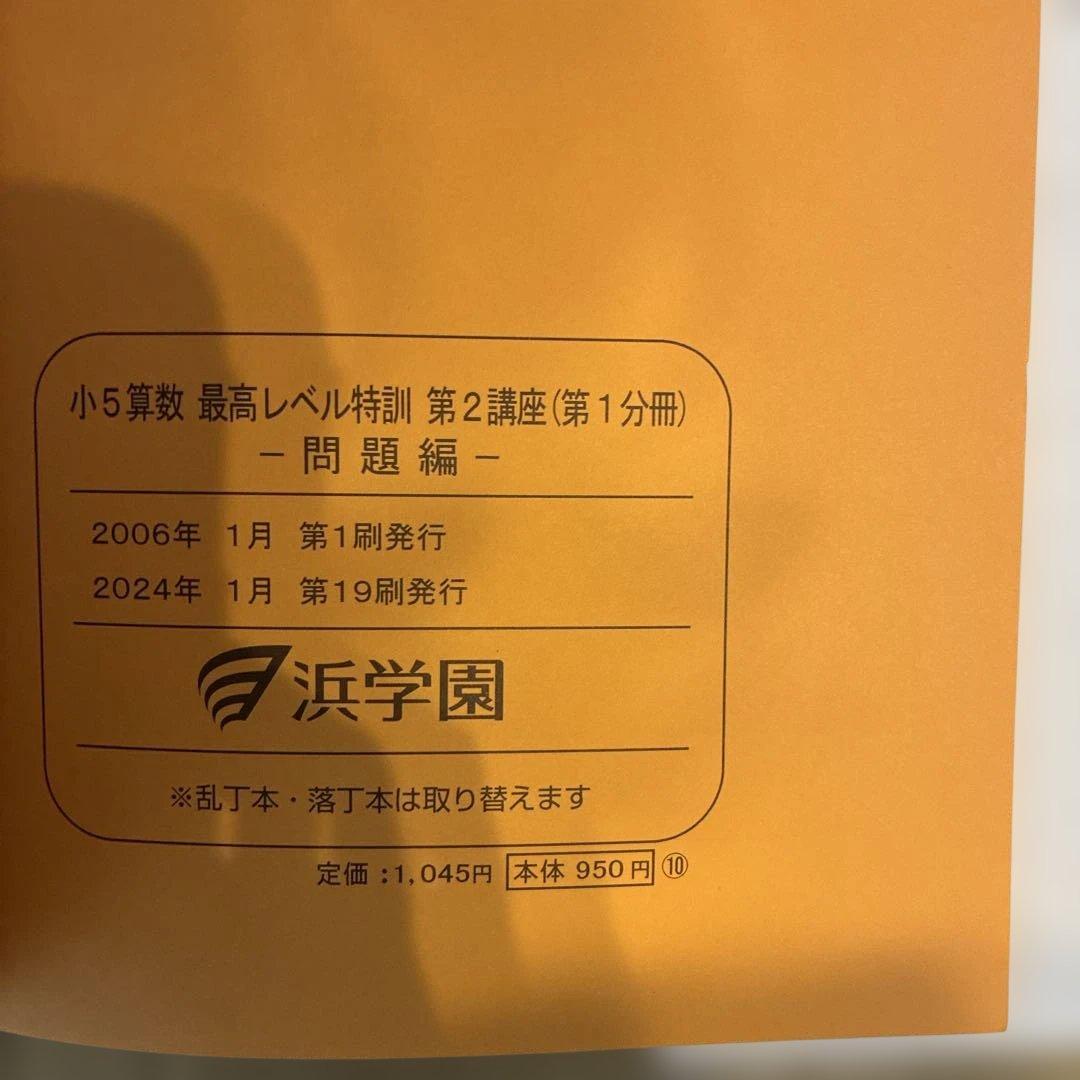 小5算数 最高レベル特訓 第2講座(第1分冊)
－問題編－
2006年 1月 第1刷発行
2024年 1月 第19刷発行
浜学園
※乱丁本・落丁本は取り替えます
定価:1,045円 本体 950円 ⑩